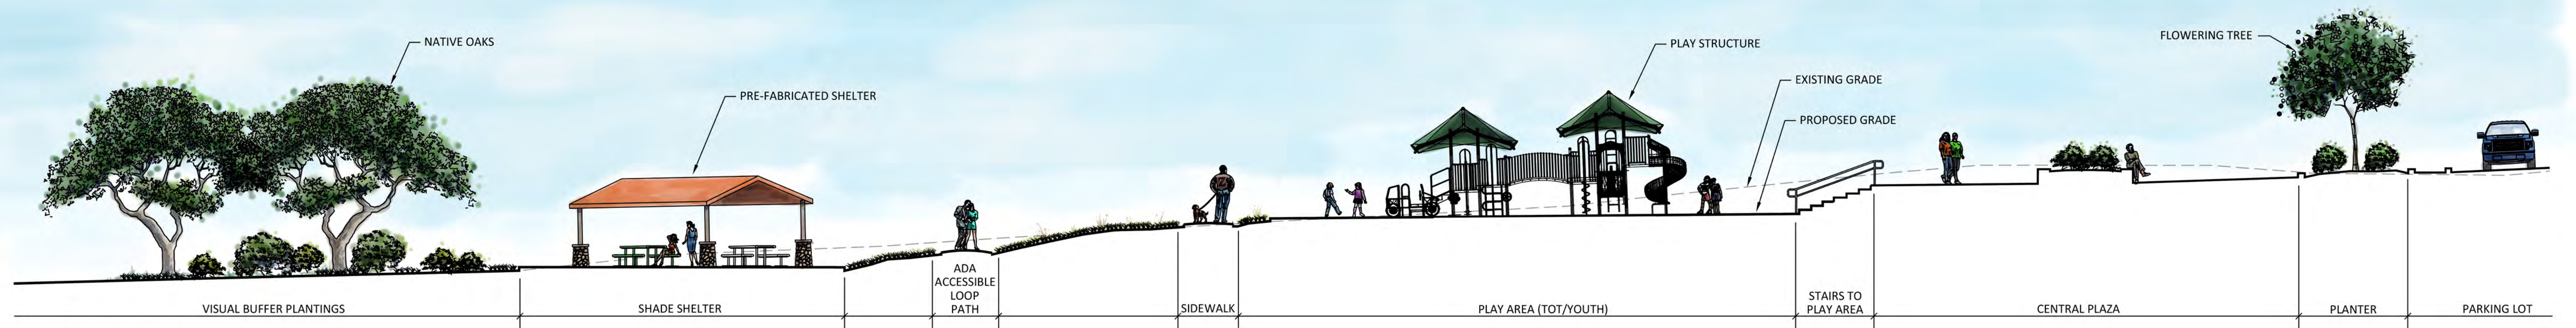 NATIVE OAKS
PRE-FABRICATED SHELTER
PLAY STRUCTURE
EXISTING GRADE
PROPOSED GRADE
FLOWERING TREE
VISUAL BUFFER PLANTINGS
SHADE SHELTER
ADA
ACCESSIBLE
LOOP
PATH
SIDEWALK
PLAY AREA (TOT/YOUTH)
STAIRS TO
PLAY AREA
CENTRAL PLAZA
PLANTER
PARKING LOT